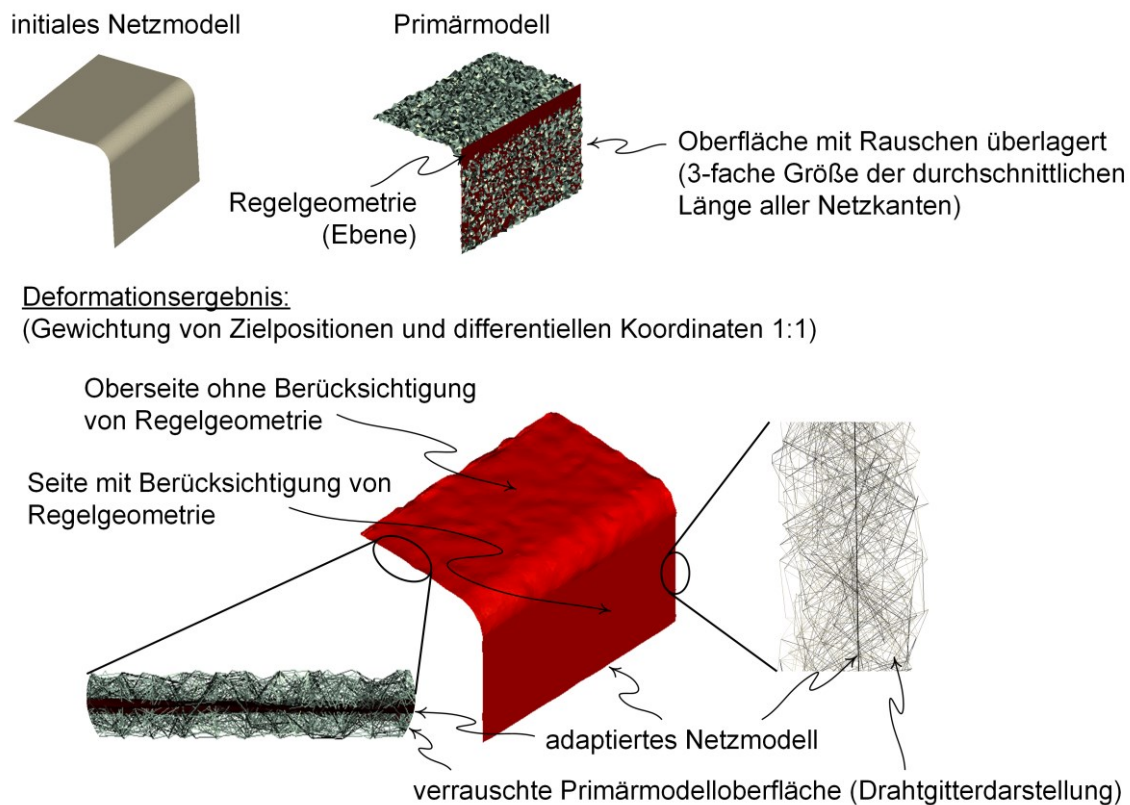 initiales Netzmodell
Primärmodell
Oberfläche mit Rauschen überlagert
(3-fache Größe der durchschnittlichen
Länge aller Netzkanten)
Regelgeometrie
(Ebene)
Deformationsergebnis:
(Gewichtung von Zielpositionen und differentiellen Koordinaten 1:1)
Oberseite ohne Berücksichtigung
von Regelgeometrie
Seite mit Berücksichtigung von
Regelgeometrie
adaptiertes Netzmodell
verrauschte Primärmodelloberfläche (Drahtgitterdarstellung)